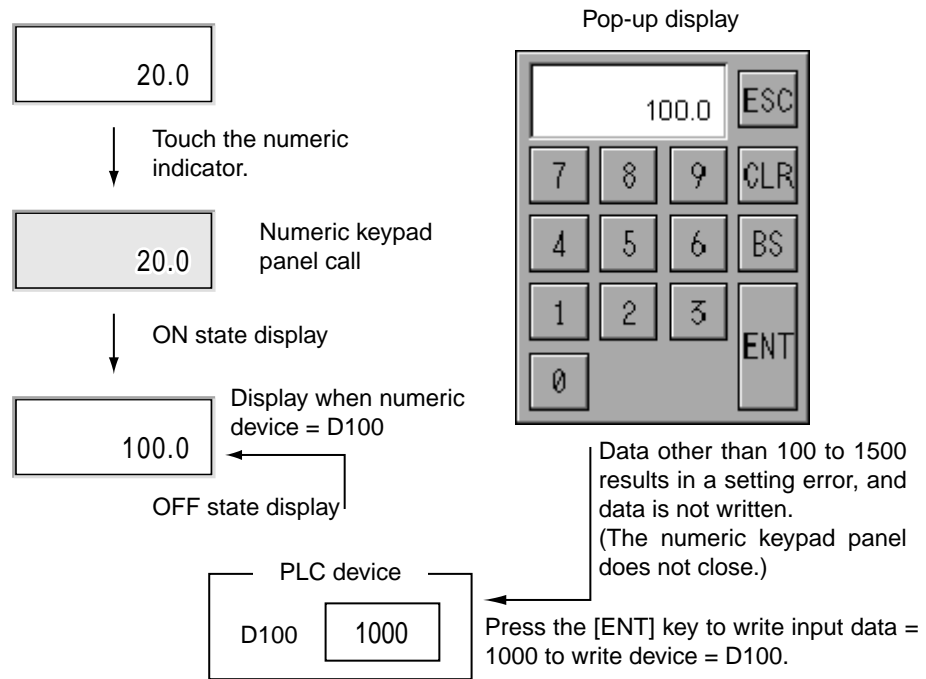 Pop-up display
20.0
Touch the numeric
indicator.
20.0
Numeric keypad
panel call
ON state display
100.0
Display when numeric
device = D100
OFF state display
100.0
ESC
7 8 9 CLR
4 5 6 BS
1 2 3
ENT
0
Data other than 100 to 1500
results in a setting error, and
data is not written.
(The numeric keypad panel
does not close.)
PLC device
D100 1000
Press the [ENT] key to write input data =
1000 to write device = D100.